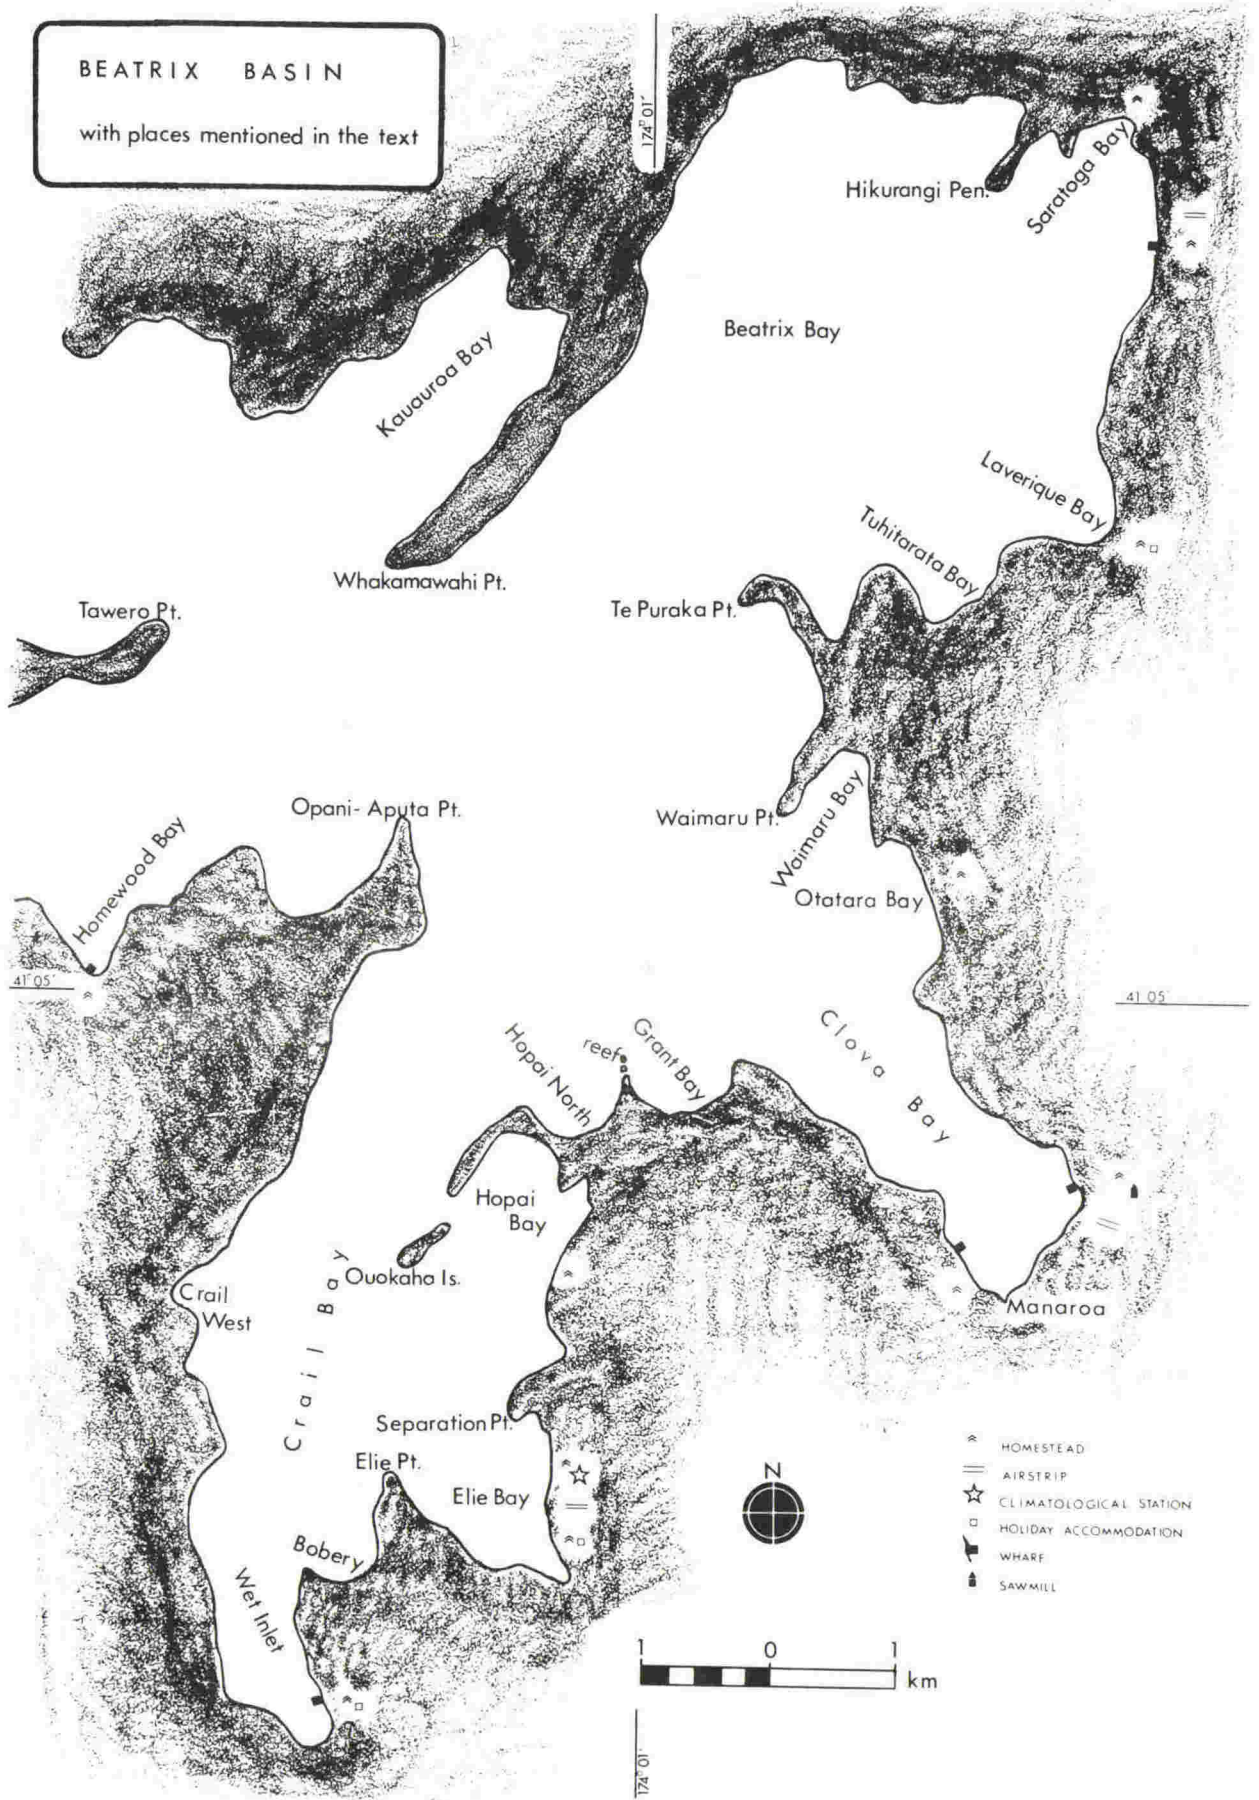 BEATRIX BASIN
with places mentioned in the text
174° 01'
Saratoga Bay
Hikurangi Pen.
Beatrix Bay
Kauauroa Bay
Laverique Bay
Tuhitarata Bay
Whakamawahi Pt.
Tawero Pt.
Te Puraka Pt.
Opani-Aputa Pt.
Waimaru Pt.
Waimaru Bay
Homewood Bay
Otatara Bay
41°05'
41 05'
Clova Bay
Hopai North
reef
Grant Bay
Hopai
Bay
Ouokaha Is.
Crail
West
Manaroa
Crail Bay
Separation Pt.
Elie Pt.
Elie Bay
Bobery
Wet Inlet
N
HOMESTEAD
AIRSTRIP
CLIMATOLOGICAL STATION
HOLIDAY ACCOMMODATION
WHARF
SAWMILL
1 0 1
km
174° 01'